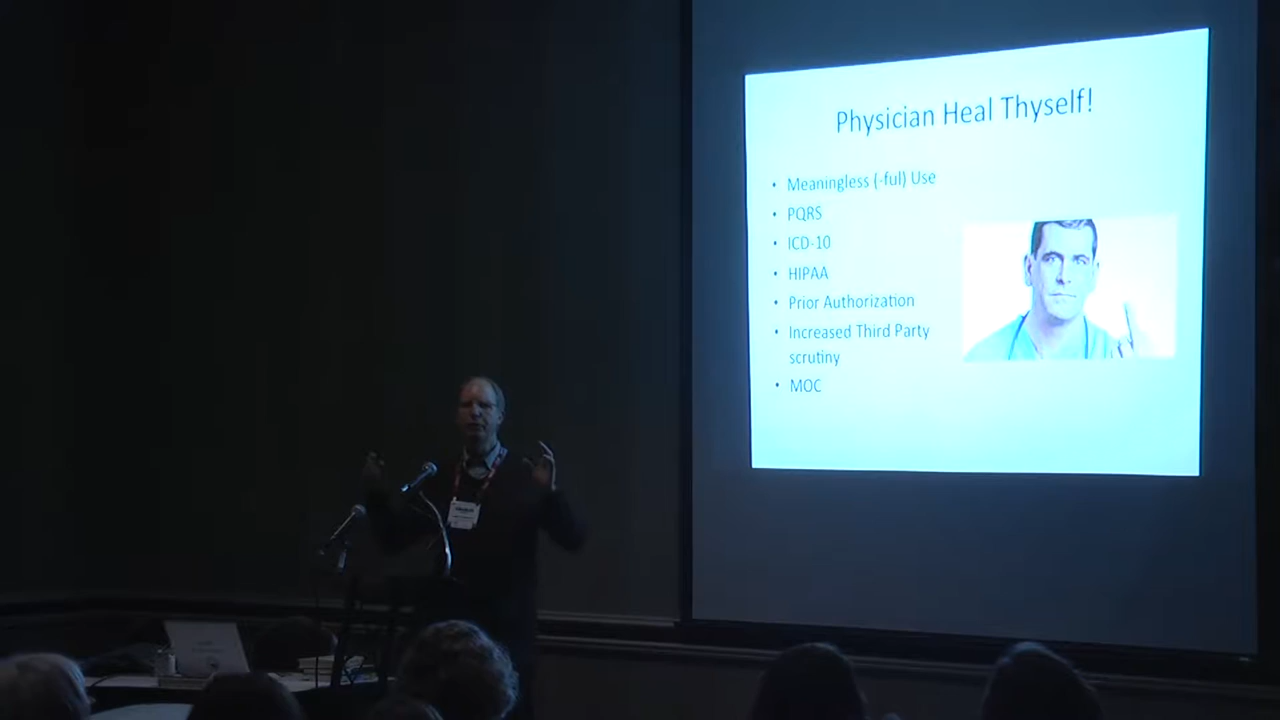 Physician Heal Thyself!
• Meaningless (-ful) Use
• PQRS
• ICD-10
• HIPAA
• Prior Authorization
• Increased Third Party
scrutiny
• MOC